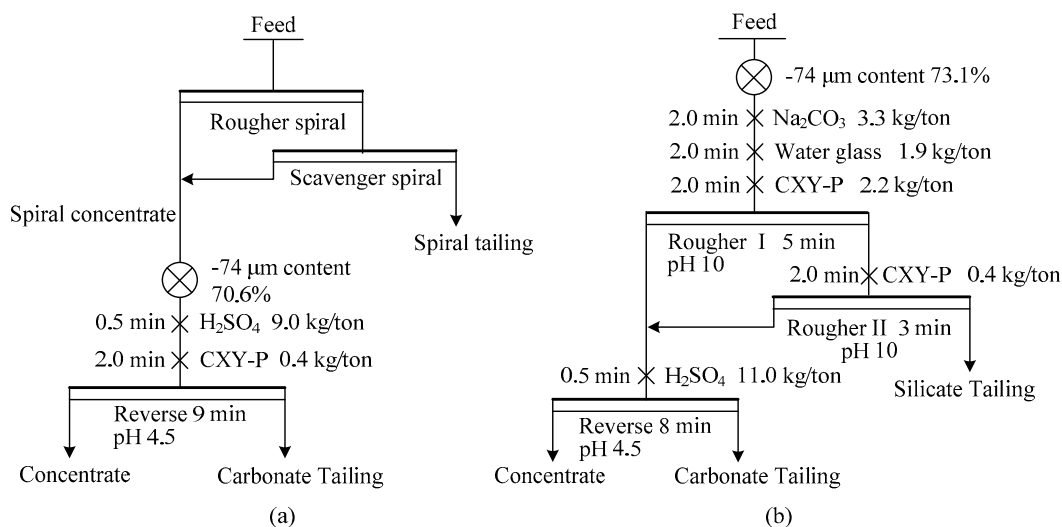 (a)
Feed
Rougher spiral
Scavenger spiral
Spiral concentrate
Spiral tailing
-74 μm content
70.6%
0.5 min H₂SO₄ 9.0 kg/ton
2.0 min CXY-P 0.4 kg/ton
Reverse 9 min
pH 4.5
Concentrate
Carbonate Tailing
(a)
(b)
Feed
-74 μm content 73.1%
2.0 min Na₂CO₃ 3.3 kg/ton
2.0 min Water glass 1.9 kg/ton
2.0 min CXY-P 2.2 kg/ton
Rougher I 5 min
pH 10
2.0 min CXY-P 0.4 kg/ton
Rougher II 3 min
pH 10
Silicate Tailing
0.5 min H₂SO₄ 11.0 kg/ton
Reverse 8 min
pH 4.5
Concentrate
Carbonate Tailing
(b)